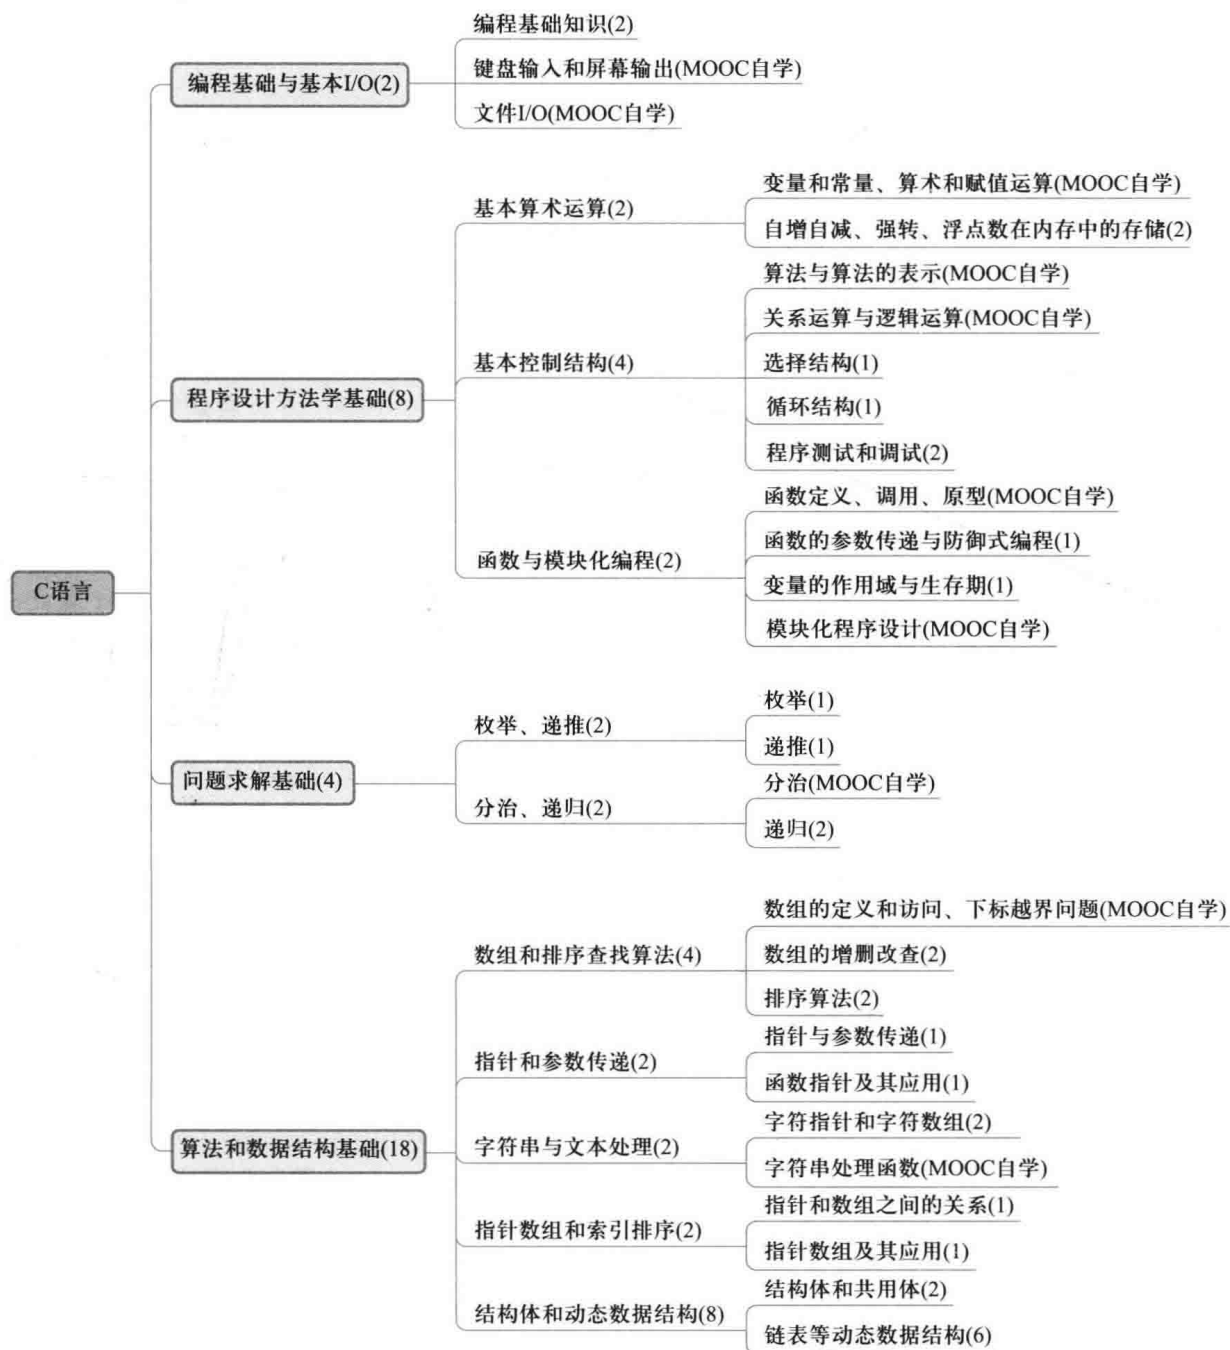 C语言
编程基础与基本I/O(2)
编程基础知识(2)
键盘输入和屏幕输出(MOOC自学)
文件I/O(MOOC自学)
程序设计方法学基础(8)
基本算术运算(2)
变量和常量、算术和赋值运算(MOOC自学)
自增自减、强转、浮点数在内存中的存储(2)
基本控制结构(4)
算法与算法的表示(MOOC自学)
关系运算与逻辑运算(MOOC自学)
选择结构(1)
循环结构(1)
程序测试和调试(2)
函数与模块化编程(2)
函数定义、调用、原型(MOOC自学)
函数的参数传递与防御式编程(1)
变量的作用域与生存期(1)
模块化程序设计(MOOC自学)
问题求解基础(4)
枚举、递推(2)
枚举(1)
递推(1)
分治、递归(2)
分治(MOOC自学)
递归(2)
算法和数据结构基础(18)
数组和排序查找算法(4)
数组的定义和访问、下标越界问题(MOOC自学)
数组的增删改查(2)
排序算法(2)
指针和参数传递(2)
指针与参数传递(1)
函数指针及其应用(1)
字符串与文本处理(2)
字符指针和字符数组(2)
字符串处理函数(MOOC自学)
指针数组和索引排序(2)
指针和数组之间的关系(1)
指针数组及其应用(1)
结构体和动态数据结构(8)
结构体和共用体(2)
链表等动态数据结构(6)